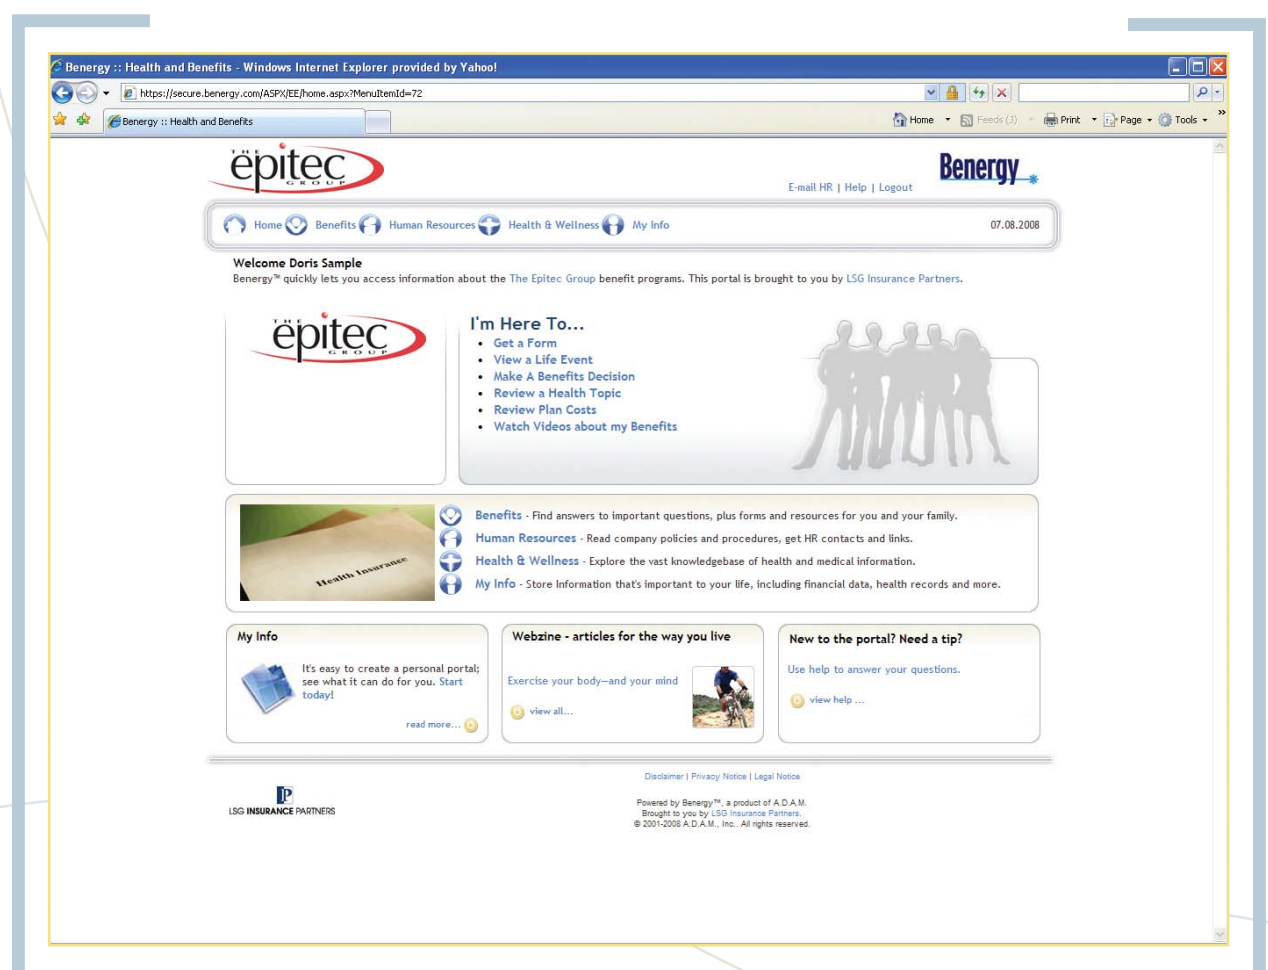 Benergy :: Health and Benefits - Windows Internet Explorer provided by Yahoo!
https://secure.benergy.com/ASPX/EE/home.aspx?MenuItemId=72
Benergy :: Health and Benefits
Home
Feeds (J)
Print
Page
Tools
THE
epitec
GROUP
E-mail HR | Help | Logout
Benergy
Home
Benefits
Human Resources
Health & Wellness
My Info
07.08.2008
Welcome Doris Sample
Benergy™ quickly lets you access information about the The Epitec Group benefit programs. This portal is brought to you by LSG Insurance Partners.
THE
epitec
GROUP
I'm Here To...
• Get a Form
• View a Life Event
• Make A Benefits Decision
• Review a Health Topic
• Review Plan Costs
• Watch Videos about my Benefits
Health Insurance
Benefits - Find answers to important questions, plus forms and resources for you and your family.
Human Resources - Read company policies and procedures, get HR contacts and links.
Health & Wellness - Explore the vast knowledgebase of health and medical information.
My Info - Store Information that's important to your life, including financial data, health records and more.
My Info
It's easy to create a personal portal;
see what it can do for you. Start
today!
read more...
Webzine - articles for the way you live
Exercise your body—and your mind
view all...
New to the portal? Need a tip?
Use help to answer your questions.
view help ...
LSG INSURANCE PARTNERS
Disclaimer | Privacy Notice | Legal Notice
Powered by Benergy™, a product of A.D.A.M.
Brought to you by LSG Insurance Partners.
© 2001-2008 A.D.A.M., Inc.. All rights reserved.